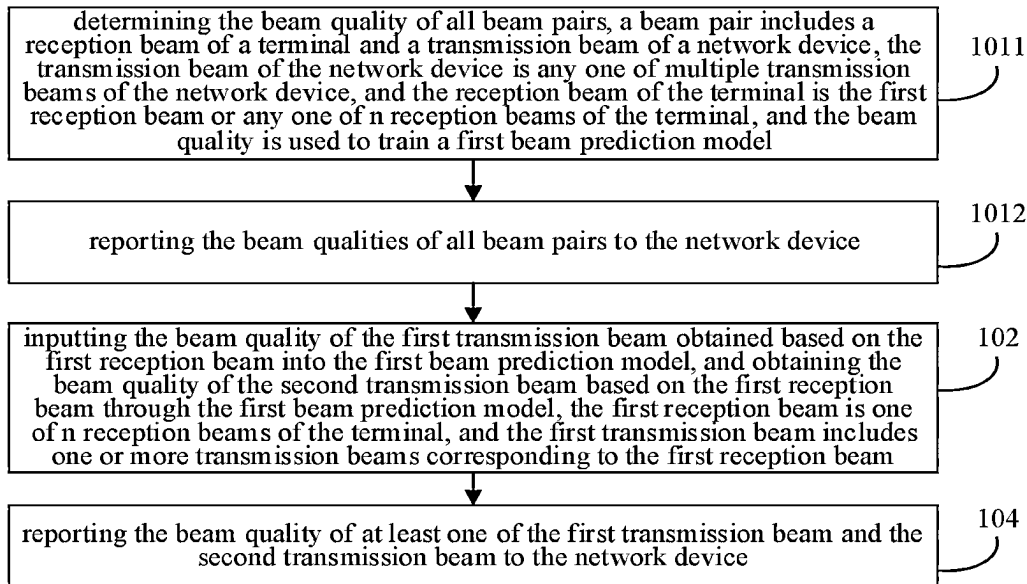 determining the beam quality of all beam pairs, a beam pair includes a
reception beam of a terminal and a transmission beam of a network device, the
transmission beam of the network device is any one of multiple transmission
beams of the network device, and the reception beam of the terminal is the first
reception beam or any one of n reception beams of the terminal, and the beam
quality is used to train a first beam prediction model
1011
reporting the beam qualities of all beam pairs to the network device
1012
inputting the beam quality of the first transmission beam obtained based on the
first reception beam into the first beam prediction model, and obtaining the
beam quality of the second transmission beam based on the first reception
beam through the first beam prediction model, the first reception beam is one
of n reception beams of the terminal, and the first transmission beam includes
one or more transmission beams corresponding to the first reception beam
102
reporting the beam quality of at least one of the first transmission beam and the
second transmission beam to the network device
104